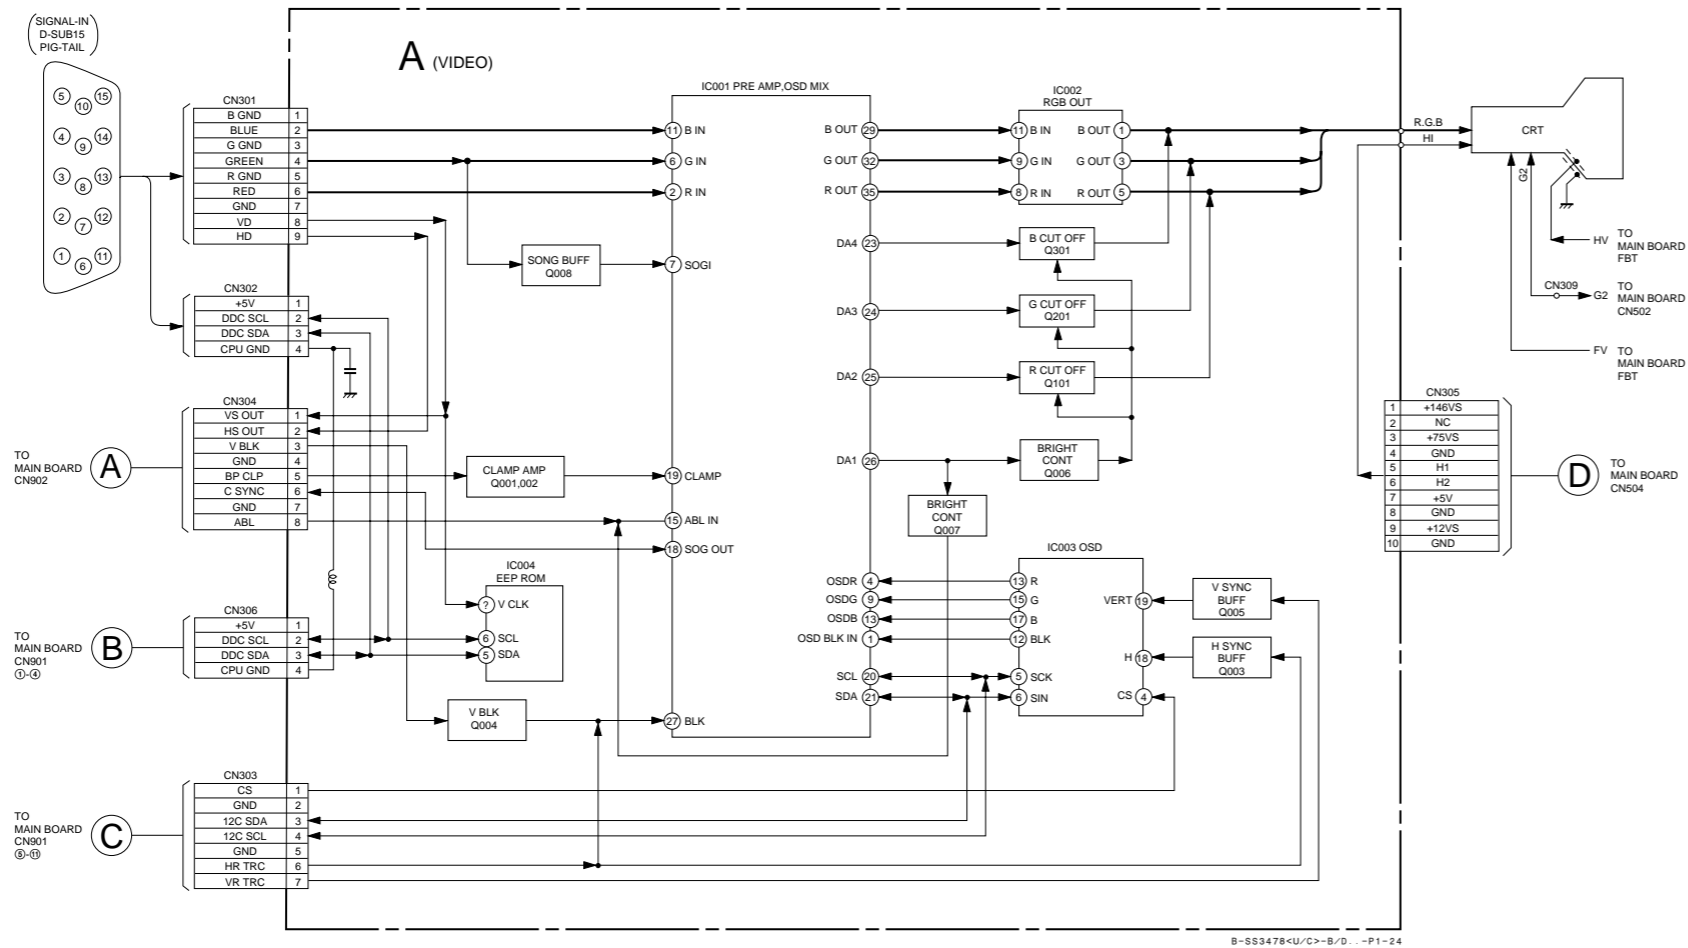 SIGNAL-IN
D-SUB15
PIG-TAIL
5
10
15
4
9
14
3
8
13
2
7
12
1
6
11
A (VIDEO)
CN301
B GND 1
BLUE 2
G GND 3
GREEN 4
R GND 5
RED 6
GND 7
VD 8
HD 9
CN302
+5V 1
DDC SCL 2
DDC SDA 3
CPU GND 4
CN304
VS OUT 1
HS OUT 2
V BLK 3
GND 4
BP CLP 5
C SYNC 6
GND 7
ABL 8
TO
MAIN BOARD
CN902
A
CN306
+5V 1
DDC SCL 2
DDC SDA 3
CPU GND 4
TO
MAIN BOARD
CN901
①-④
B
CN303
CS 1
GND 2
12C SDA 3
12C SCL 4
GND 5
HR TRC 6
VR TRC 7
TO
MAIN BOARD
CN901
⑤-⑪
C
SONG BUFF
Q008
CLAMP AMP
Q001,002
IC004
EEP ROM
? V CLK
6 SCL
5 SDA
V BLK
Q004
IC001 PRE AMP,OSD MIX
11 B IN
6 G IN
2 R IN
7 SOGI
19 CLAMP
15 ABL IN
18 SOG OUT
27 BLK
B OUT 29
G OUT 32
R OUT 35
DA4 23
DA3 24
DA2 25
DA1 26
OSDR 4
OSDG 9
OSDB 13
OSD BLK IN 1
SCL 20
SDA 21
IC002
RGB OUT
11 B IN
B OUT 1
9 G IN
G OUT 3
8 R IN
R OUT 5
B CUT OFF
Q301
G CUT OFF
Q201
R CUT OFF
Q101
BRIGHT
CONT
Q006
BRIGHT
CONT
Q007
IC003 OSD
13 R
15 G
17 B
12 BLK
5 SCK
6 SIN
VERT 19
H 18
CS 4
V SYNC
BUFF
Q005
H SYNC
BUFF
Q003
R.G.B
HI
CRT
G2
HV
TO
MAIN BOARD
FBT
CN309
G2
TO
MAIN BOARD
CN502
FV
TO
MAIN BOARD
FBT
CN305
1 +146VS
2 NC
3 +75VS
4 GND
5 H1
6 H2
7 +5V
8 GND
9 +12VS
10 GND
D
TO
MAIN BOARD
CN504
B-SS3478<U/C>-B/D..-P1-24